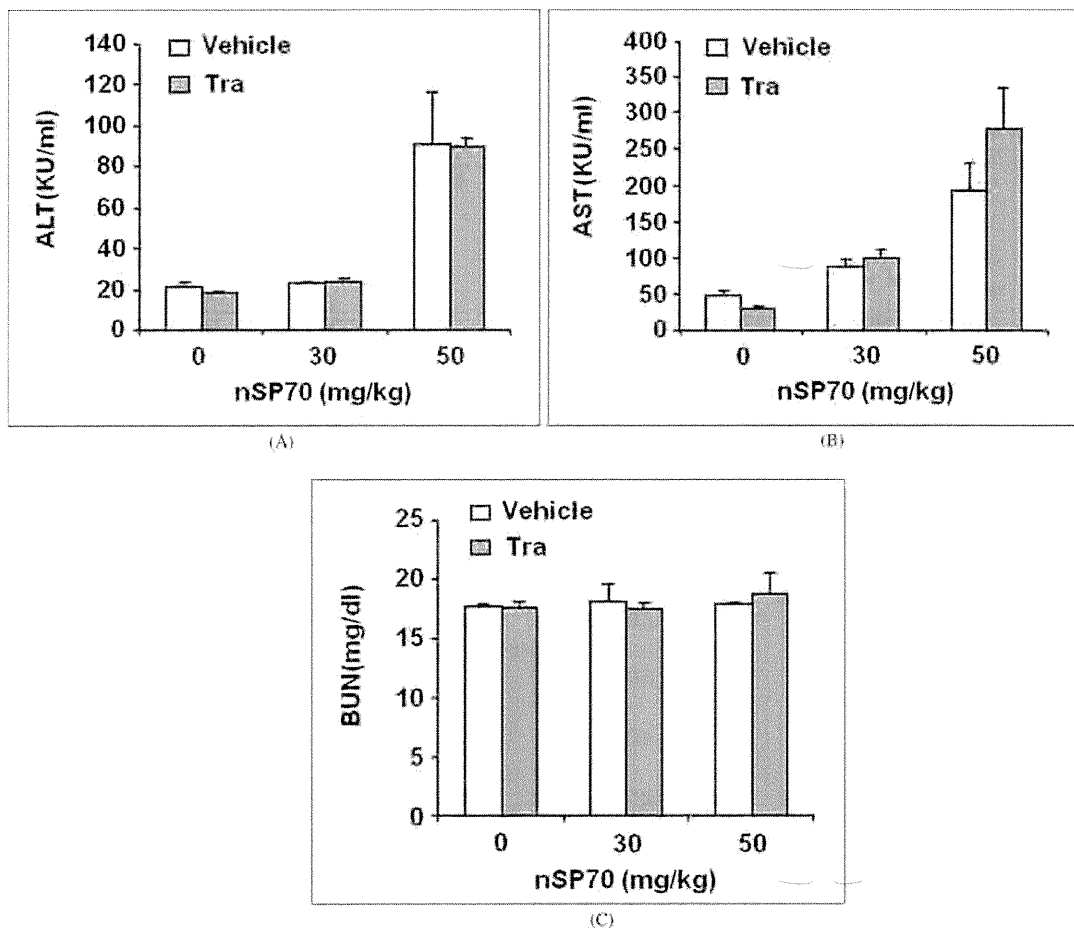 140
120
100
80
60
40
20
0
ALT(KU/ml)
Vehicle
Tra
0 30 50
nSP70 (mg/kg)
(A)
400
350
300
250
200
150
100
50
0
AST(KU/ml)
Vehicle
Tra
0 30 50
nSP70 (mg/kg)
(B)
25
20
15
10
5
0
BUN(mg/dl)
Vehicle
Tra
0 30 50
nSP70 (mg/kg)
(C)